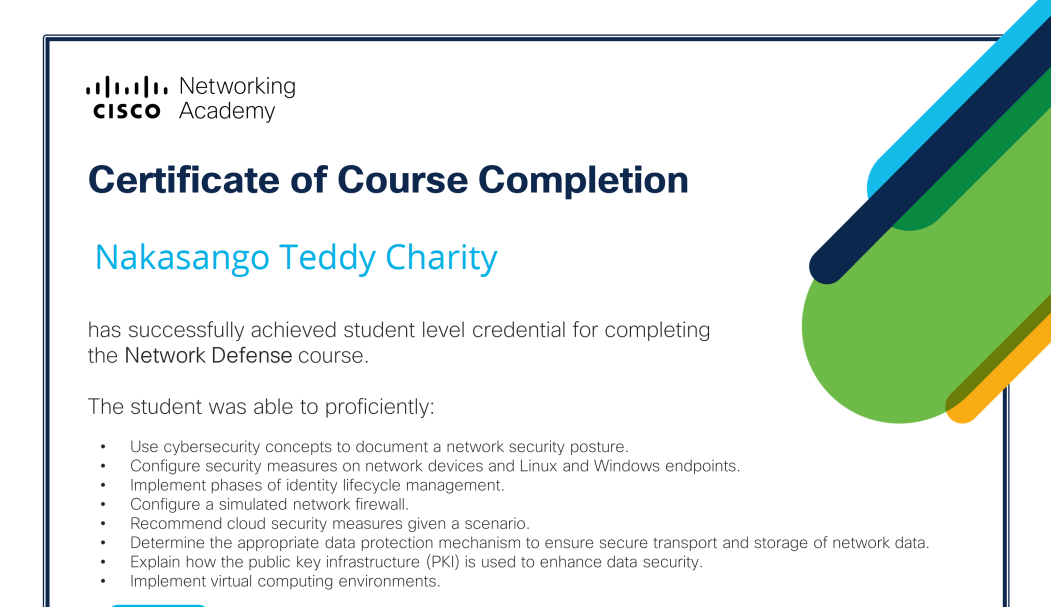 Networking
CISCO Academy
Certificate of Course Completion
Nakasango Teddy Charity
has successfully achieved student level credential for completing
the Network Defense course.
The student was able to proficiently:
• Use cybersecurity concepts to document a network security posture.
• Configure security measures on network devices and Linux and Windows endpoints.
• Implement phases of identity lifecycle management.
• Configure a simulated network firewall.
• Recommend cloud security measures given a scenario.
• Determine the appropriate data protection mechanism to ensure secure transport and storage of network data.
• Explain how the public key infrastructure (PKI) is used to enhance data security.
• Implement virtual computing environments.